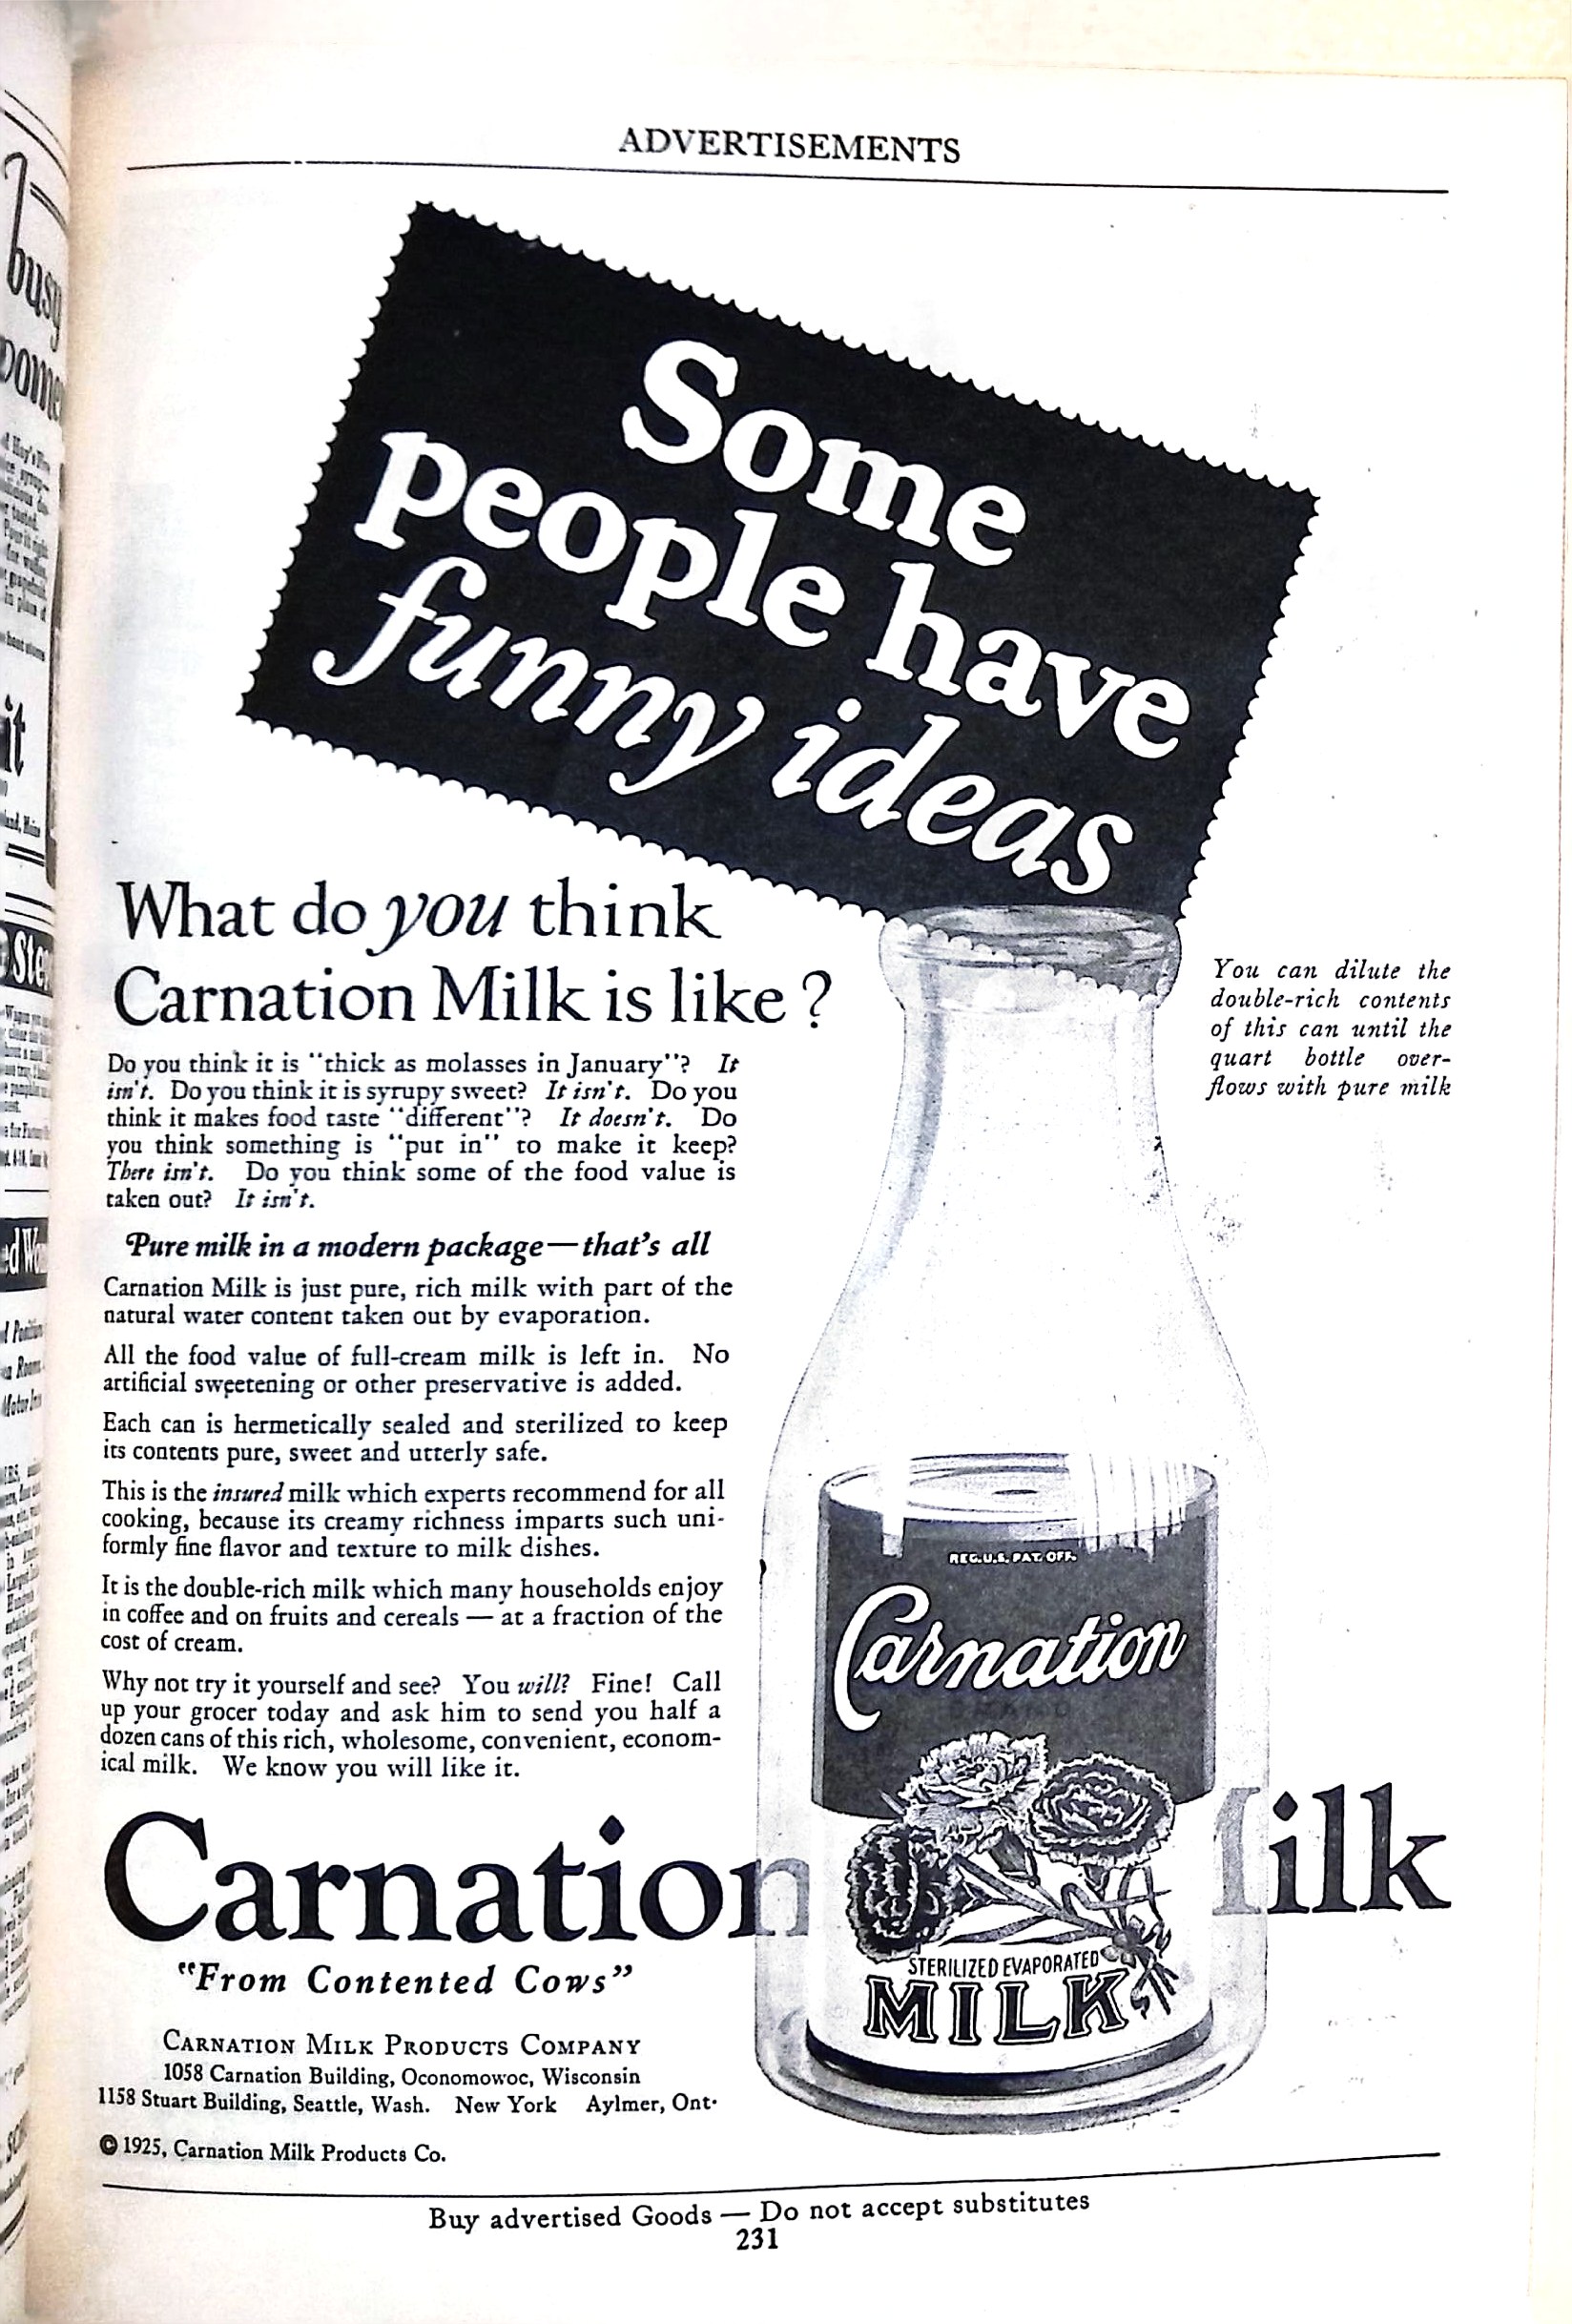 ADVERTISEMENTS
Some
people have
funny ideas
What do you think
Carnation Milk is like?
Do you think it is "thick as molasses in January"? It
isn't. Do you think it is syrupy sweet? It isn't. Do you
think it makes food taste "different"? It doesn't. Do
you think something is "put in" to make it keep?
There isn't. Do you think some of the food value is
taken out? It isn't.
Pure milk in a modern package—that's all
Carnation Milk is just pure, rich milk with part of the
natural water content taken out by evaporation.
All the food value of full-cream milk is left in. No
artificial sweetening or other preservative is added.
Each can is hermetically sealed and sterilized to keep
its contents pure, sweet and utterly safe.
This is the insured milk which experts recommend for all
cooking, because its creamy richness imparts such uni-
formly fine flavor and texture to milk dishes.
It is the double-rich milk which many households enjoy
in coffee and on fruits and cereals — at a fraction of the
cost of cream.
Why not try it yourself and see? You will? Fine! Call
up your grocer today and ask him to send you half a
dozen cans of this rich, wholesome, convenient, econom-
ical milk. We know you will like it.
You can dilute the
double-rich contents
of this can until the
quart bottle over-
flows with pure milk
REG. U.S. PAT. OFF.
Carnation
BRAND
STERILIZED EVAPORATED
MILK
Carnation Milk
"From Contented Cows"
CARNATION MILK PRODUCTS COMPANY
1058 Carnation Building, Oconomowoc, Wisconsin
1158 Stuart Building, Seattle, Wash. New York Aylmer, Ont.
© 1925, Carnation Milk Products Co.
Buy advertised Goods — Do not accept substitutes
231
busy
it